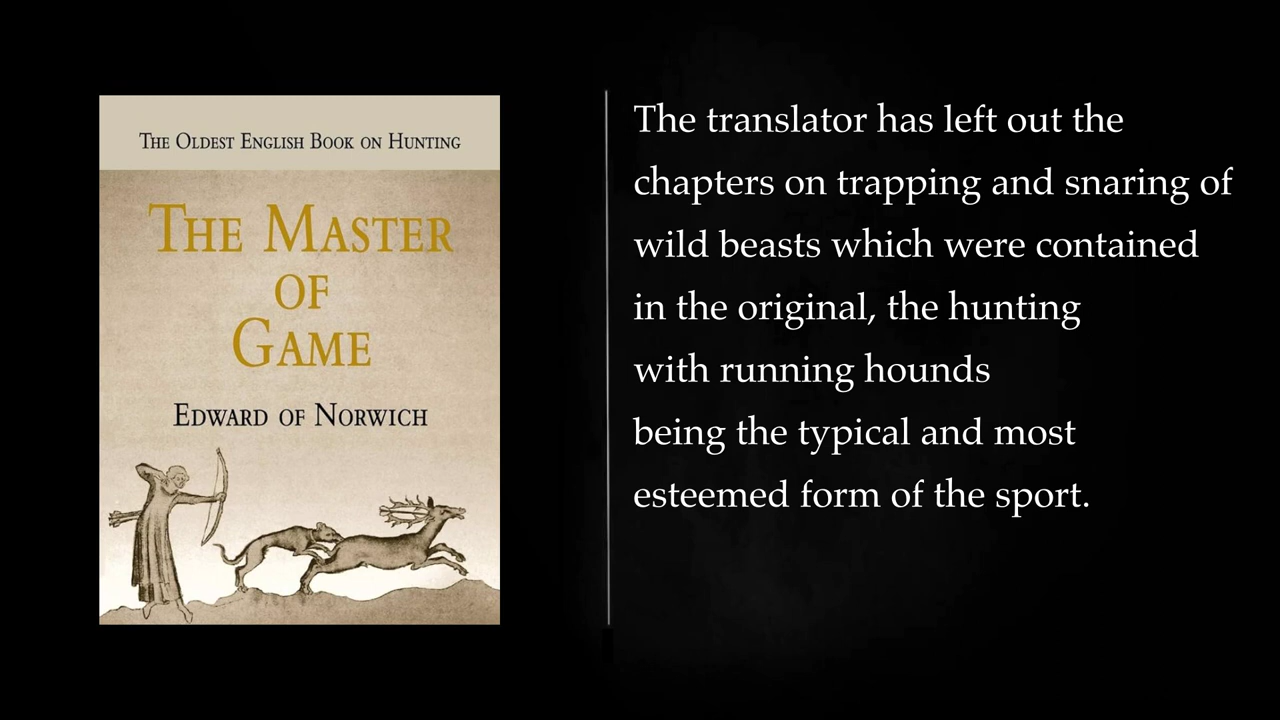 The Oldest English Book on Hunting
The Master
of
Game
Edward of Norwich
The translator has left out the
chapters on trapping and snaring of
wild beasts which were contained
in the original, the hunting
with running hounds
being the typical and most
esteemed form of the sport.